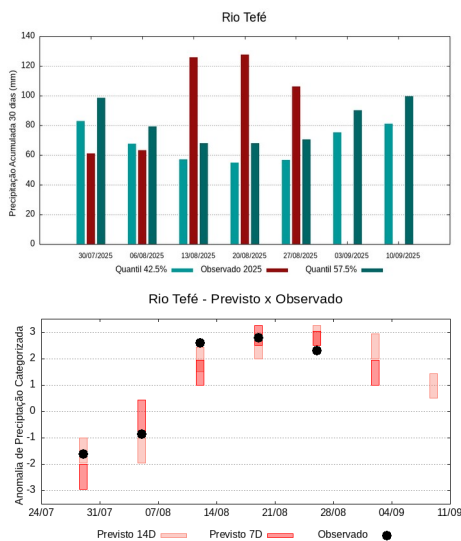 Rio Tefé
Precipitação Acumulada 30 dias (mm)
140
120
100
80
60
40
20
0
30/07/2025 06/08/2025 13/08/2025 20/08/2025 27/08/2025 03/09/2025 10/09/2025
Quantil 42.5% Observado 2025 Quantil 57.5%
Rio Tefé - Previsto x Observado
Anomalia de Preciptação Categorizada
3
2
1
0
-1
-2
-3
24/07 31/07 07/08 14/08 21/08 28/08 04/09 11/09
Previsto 14D Previsto 7D Observado